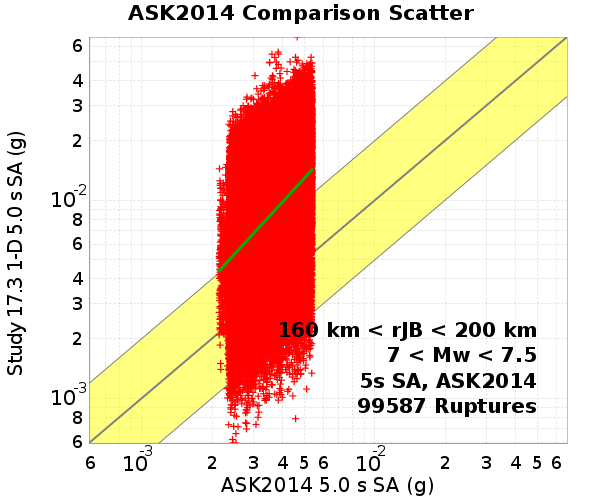 ASK2014 Comparison Scatter
Study 17.3 1-D 5.0 s SA (g)
6
4
3
2
10-2
8
6
4
3
2
10-3
8
6
160 km < rJB < 200 km
7 < Mw < 7.5
5s SA, ASK2014
99587 Ruptures
6 10-3 2 3 4 5 6 10-2 2 3 4 5 6
ASK2014 5.0 s SA (g)